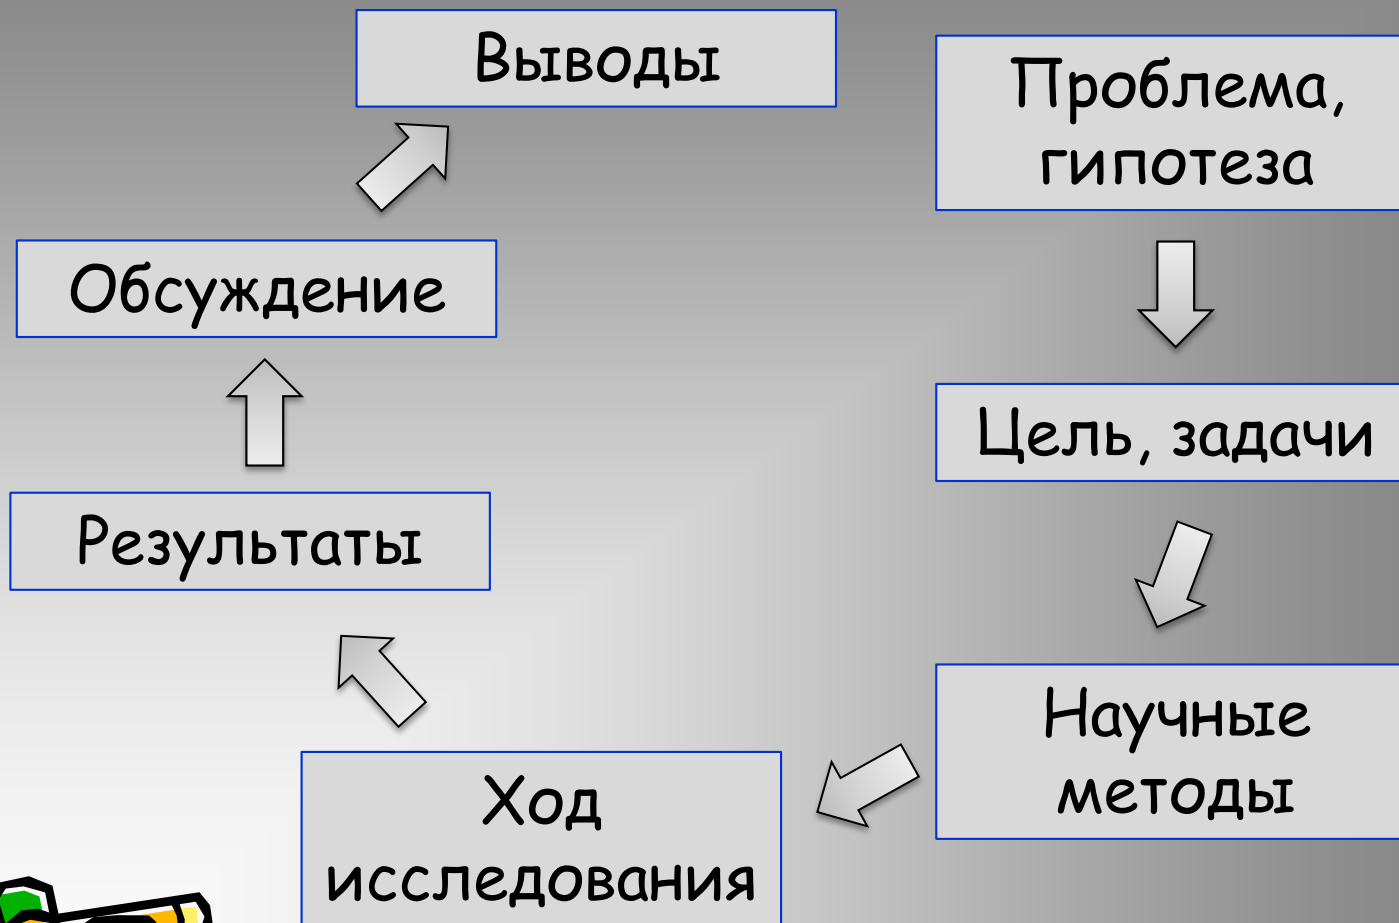 Выводы
Проблема,
гипотеза
Обсуждение
Цель, задачи
Результаты
Научные
методы
Ход
исследования